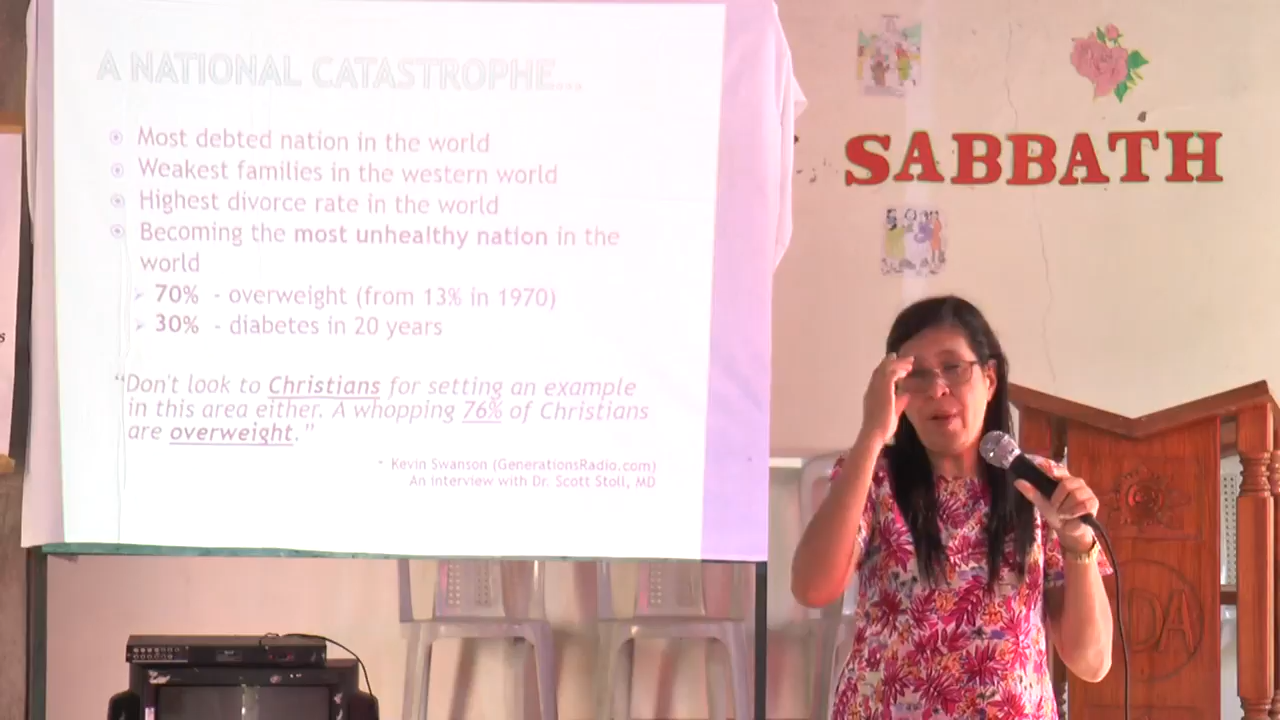 A NATIONAL CATASTROPHE...
Most debted nation in the world
Weakest families in the western world
Highest divorce rate in the world
Becoming the most unhealthy nation in the
world
70% - overweight (from 13% in 1970)
30% - diabetes in 20 years
"Don't look to Christians for setting an example
in this area either. A whopping 76% of Christians
are overweight."
- Kevin Swanson (GenerationsRadio.com)
An interview with Dr. Scott Stoll, MD
SABBATH
DA